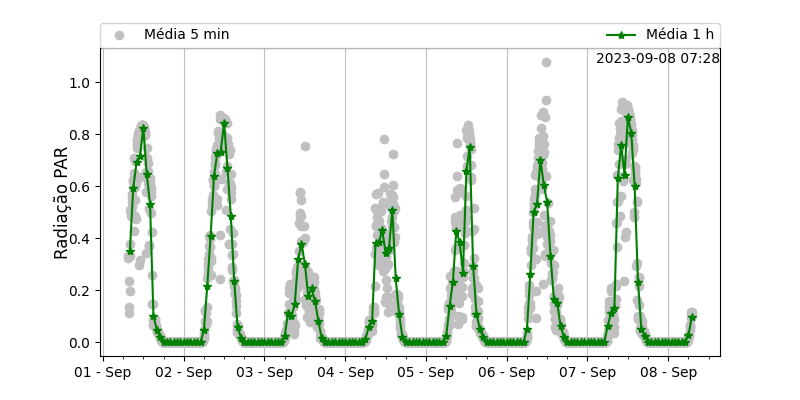 Média 5 min
Média 1 h
2023-09-08 07:28
Radiação PAR
1.0
0.8
0.6
0.4
0.2
0.0
01 - Sep
02 - Sep
03 - Sep
04 - Sep
05 - Sep
06 - Sep
07 - Sep
08 - Sep